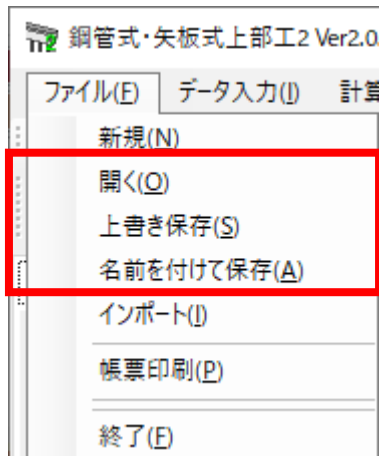 鋼管式・矢板式上部工2 Ver2.0.
ファイル(F) データ入力(I) 計算
新規(N)
開く(O)
上書き保存(S)
名前を付けて保存(A)
インポート(I)
帳票印刷(P)
終了(E)